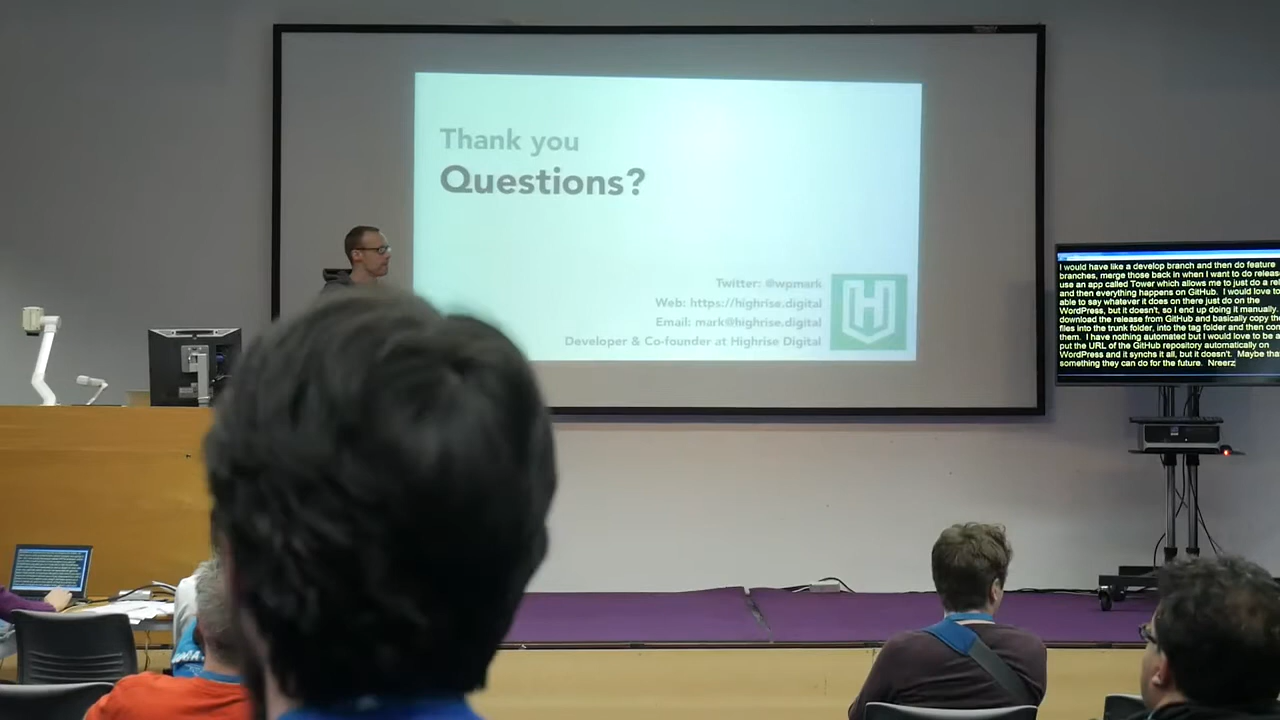 Thank you
Questions?
Twitter: @wpmark
Web: https://highrise.digital
Email: mark@highrise.digital
Developer & Co-founder at Highrise Digital
H
I would have like a develop branch and then do feature
branches, merge those back in when I want to do
use an app called Tower which allows me to just do a
and then everything happens on GitHub. I would love to
able to say whatever it does on there just do on the
WordPress, but it doesn't, so I end up doing it manually.
download the release from GitHub and basically copy
files into the trunk folder, into the tag folder and then
them. I have nothing automated but I would love to be
put the URL of the GitHub repository automatically on
WordPress and it synchs it all, but it doesn't. Maybe
something they can do for the future. Nreerz